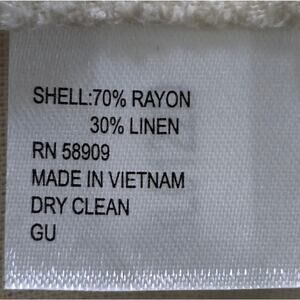 SHELL:70% RAYON
30% LINEN
RN 58909
MADE IN VIETNAM
DRY CLEAN
GU